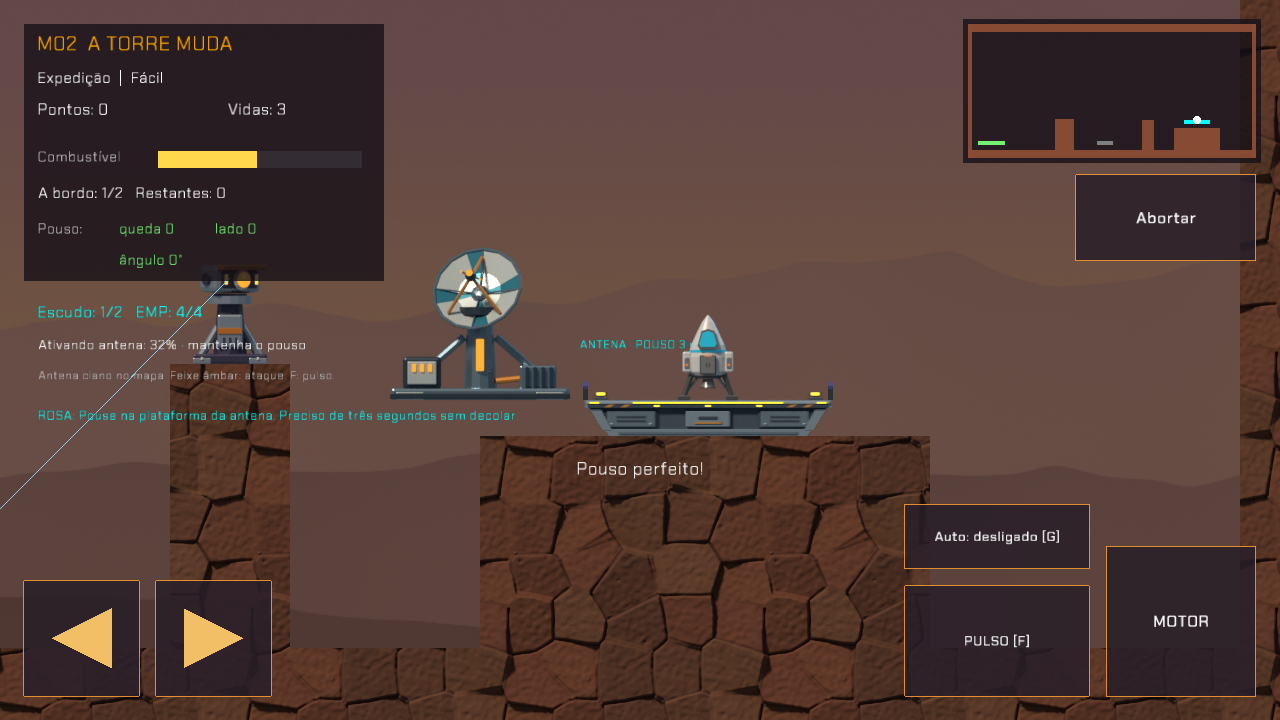 M02 A TORRE MUDA
Expedição | Fácil
Pontos: 0 Vidas: 3
Combustível
A bordo: 1/2 Restantes: 0
Pouso: queda 0 lado 0
ângulo 0°
Escudo: 1/2 EMP: 4/4
Ativando antena: 32% · mantenha o pouso
Antena ciano no mapa. Feixe âmbar: ataque. F: pulso.
ROSA: Pouse na plataforma da antena. Preciso de três segundos sem decolar.
ANTENA · POUSO 3
Pouso perfeito!
Abortar
Auto: desligado [G]
PULSO [F]
MOTOR